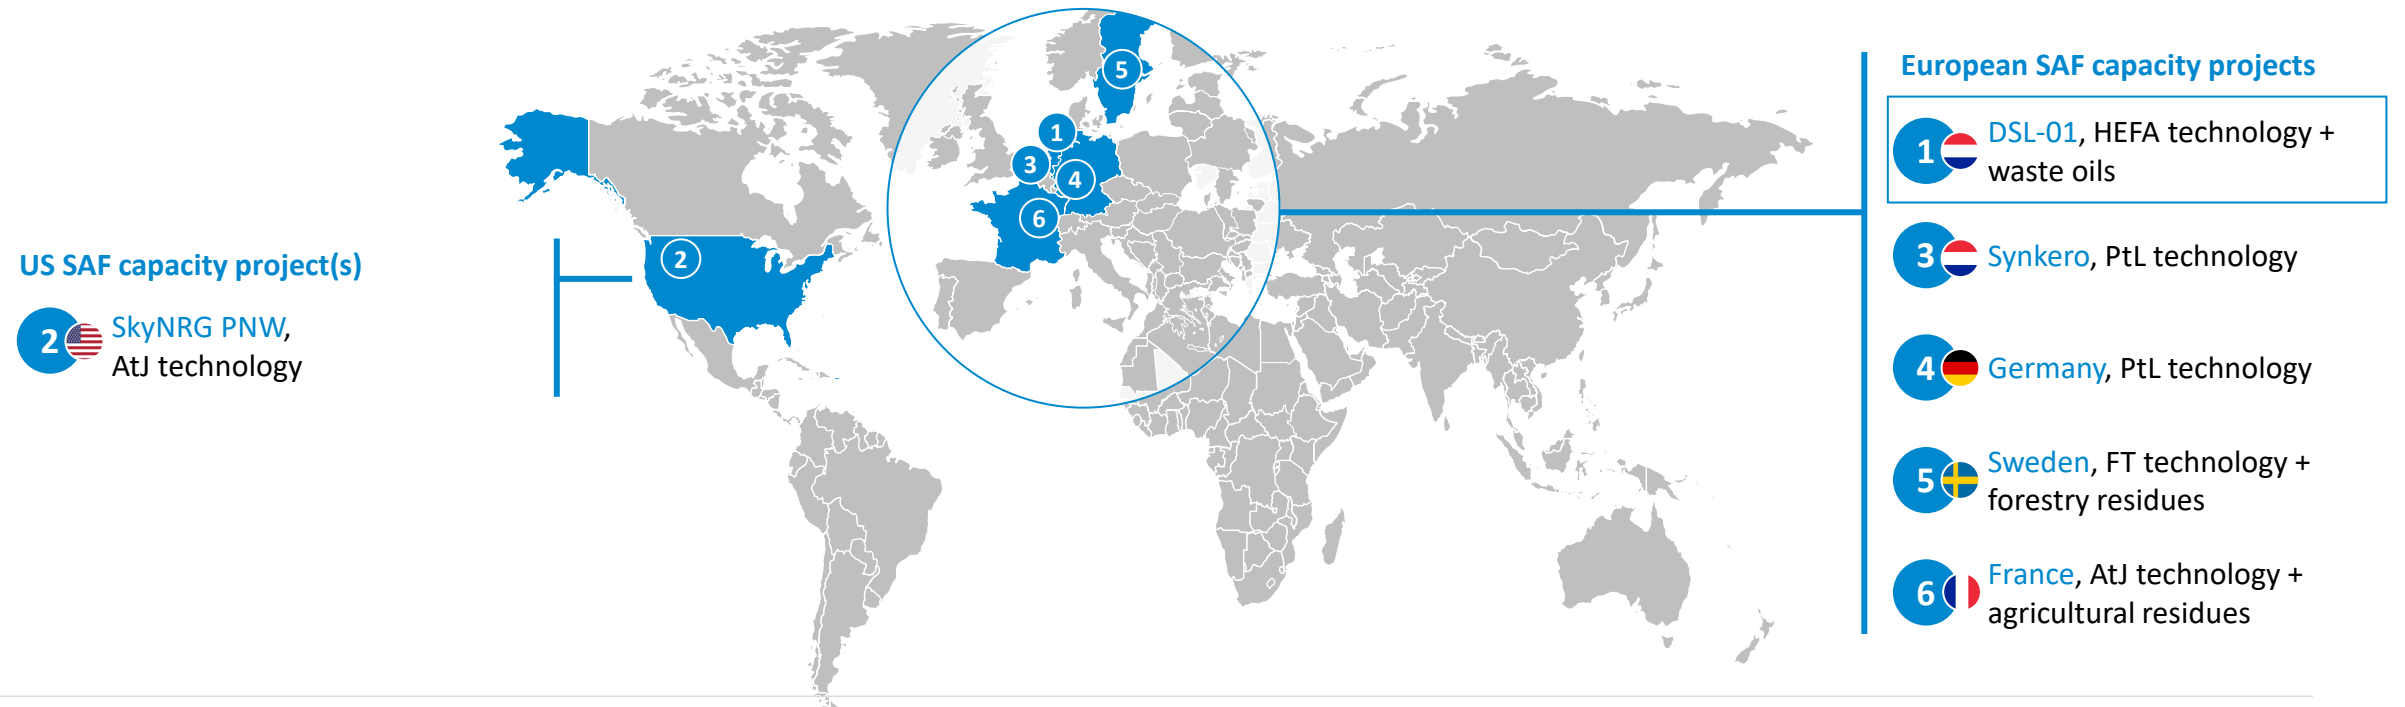 US SAF capacity project(s)
2
SkyNRG PNW,
AtJ technology
5
1
3
4
6
2
European SAF capacity projects
1
DSL-01, HEFA technology +
waste oils
3
Synkero, PtL technology
4
Germany, PtL technology
5
Sweden, FT technology +
forestry residues
6
France, AtJ technology +
agricultural residues